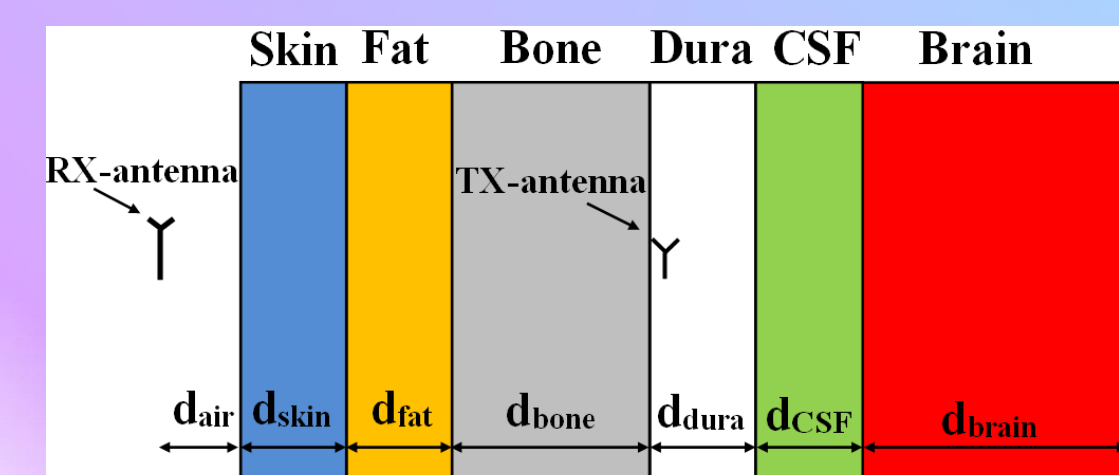 Skin Fat Bone Dura CSF Brain
RX-antenna
TX-antenna
dair dskin dfat dbone ddura dCSF dbrain